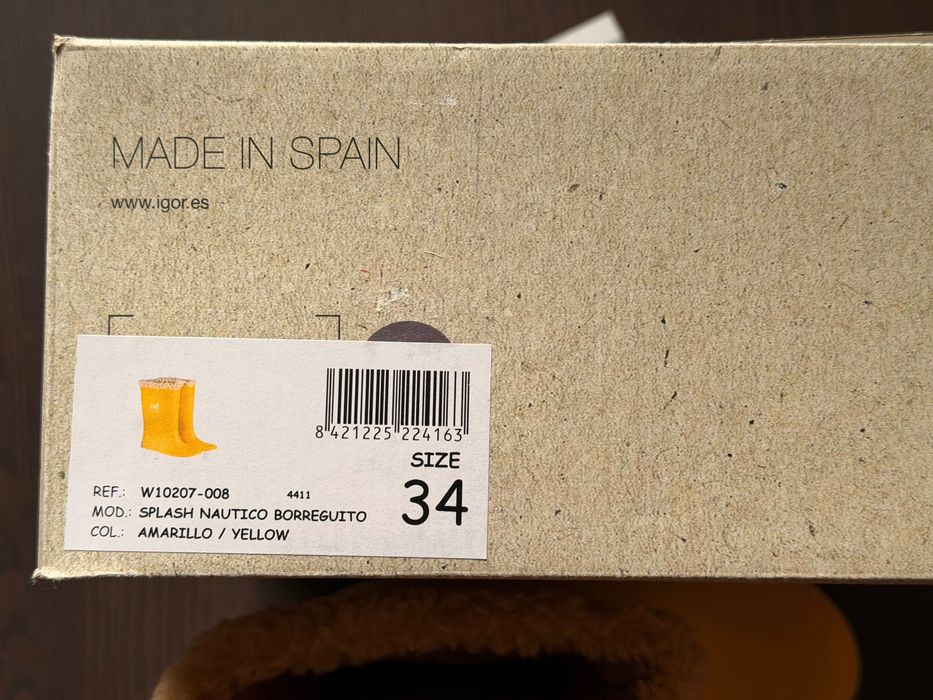 MADE IN SPAIN
www.igor.es
8 421225 224163
SIZE
34
REF.: W10207-008 4411
MOD.: SPLASH NAUTICO BORREGUITO
COL.: AMARILLO / YELLOW